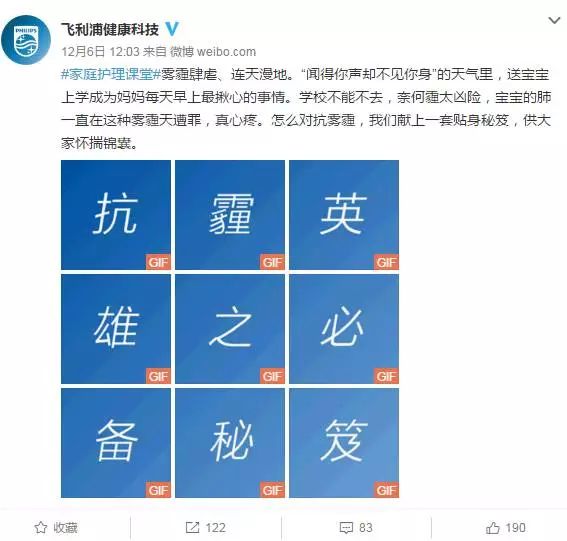 PHILIPS
飞利浦健康科技 V
12月6日 12:03 来自 微博 weibo.com
#家庭护理课堂#雾霾肆虐、连天漫地。“闻得你声却不见你身”的天气里，送宝宝
上学成为妈妈每天早上最揪心的事情。学校不能不去，奈何霾太凶险，宝宝的肺
一直在这种雾霾天遭罪，真心疼。怎么对抗雾霾，我们献上一套贴身秘笈，供大
家怀揣锦囊。
抗 霾 英
GIF GIF GIF
雄 之 必
GIF GIF GIF
备 秘 笈
GIF GIF GIF
收藏 122 83 190